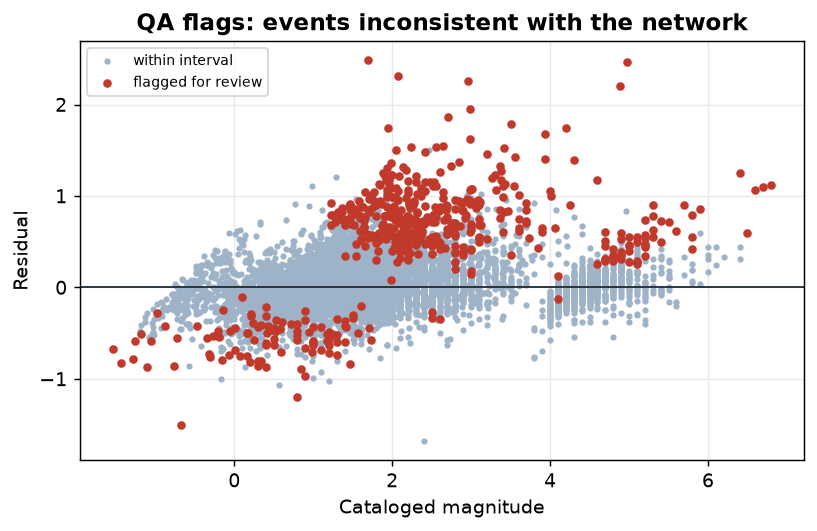 QA flags: events inconsistent with the network
within interval
flagged for review
2
1
0
−1
Residual
0
2
4
6
Cataloged magnitude